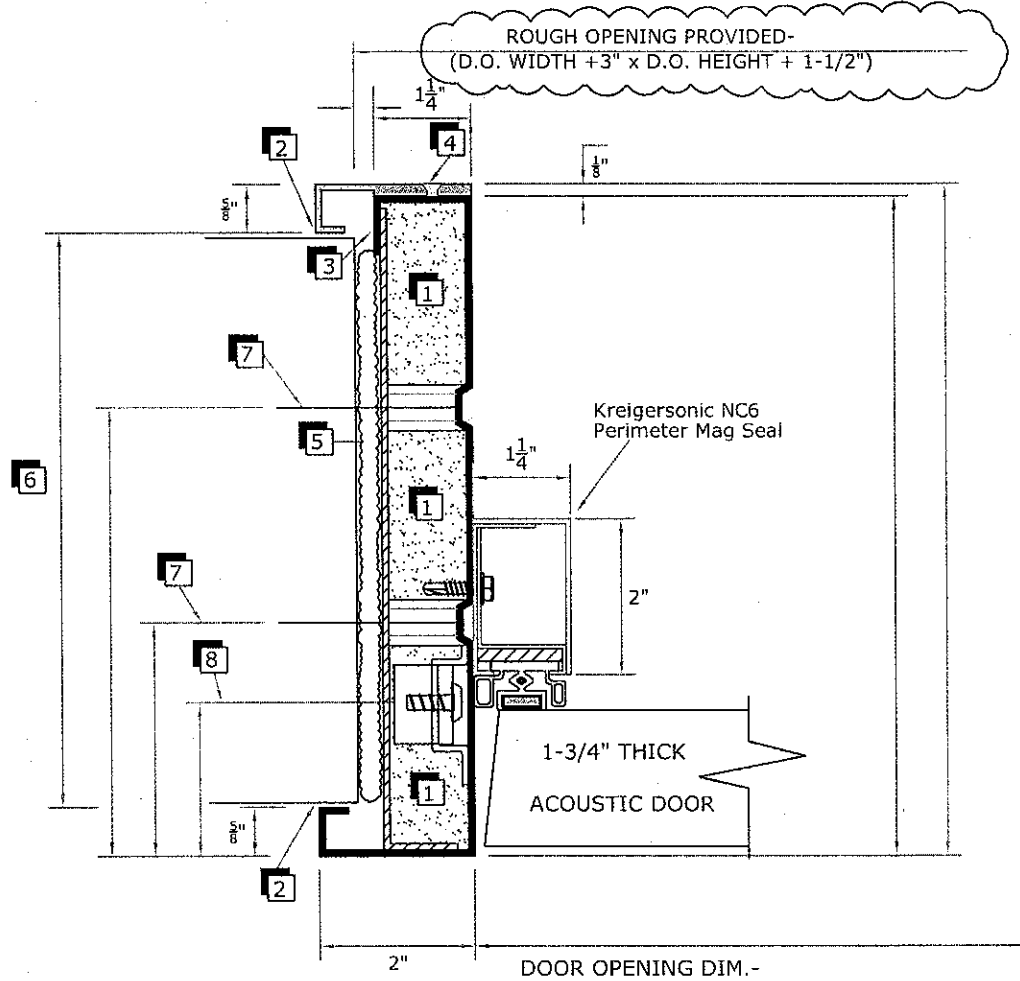 ROUGH OPENING PROVIDED-
(D.O. WIDTH +3" x D.O. HEIGHT + 1-1/2")
1 1/4"
4
2
1/8"
5/8"
3
1
7
Kreigersonic NC6
Perimeter Mag Seal
5
1 1/4"
6
1
7
2"
8
1-3/4" THICK
ACOUSTIC DOOR
1
5/8"
2
2"
DOOR OPENING DIM.-